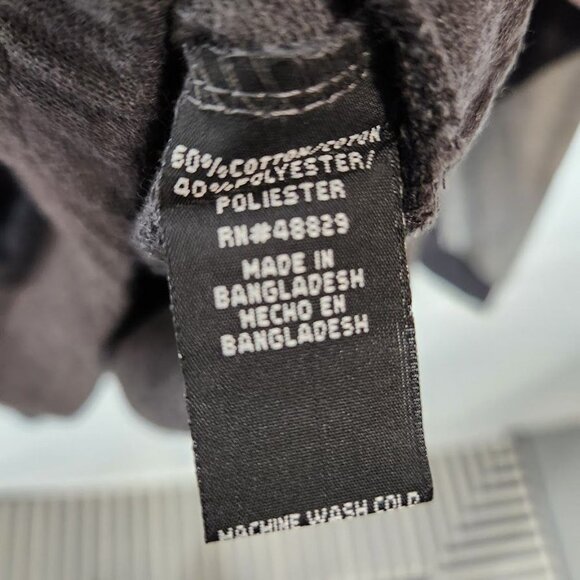 60% COTTON/COTON
40% POLYESTER/
POLIESTER
RN#48829
MADE IN
BANGLADESH
HECHO EN
BANGLADESH
MACHINE WASH COLD